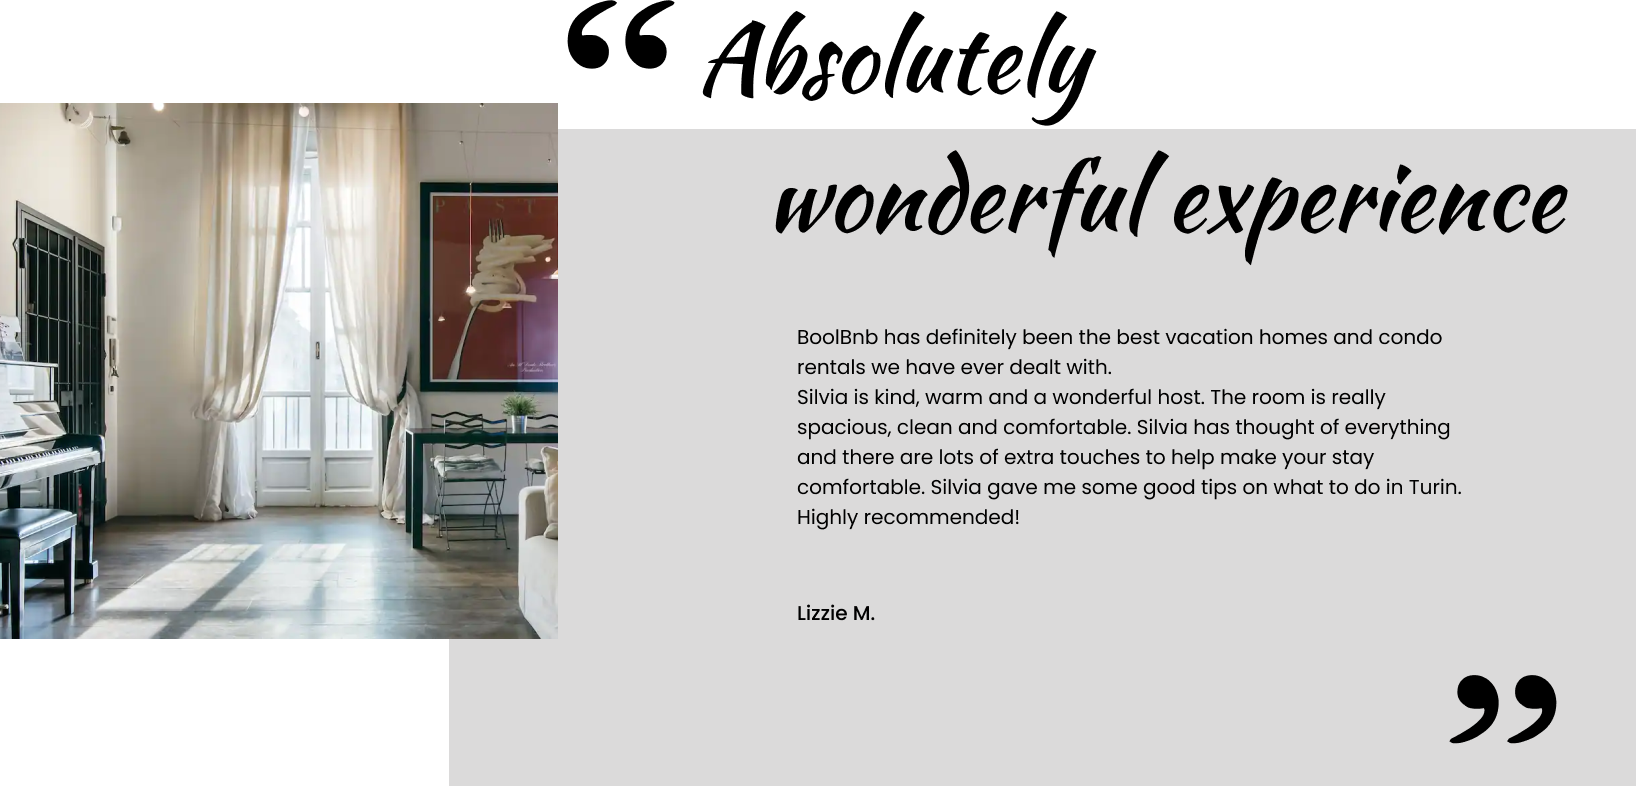 “ Absolutely
wonderful experience
P S T
BoolBnb has definitely been the best vacation homes and condo
rentals we have ever dealt with.
Silvia is kind, warm and a wonderful host. The room is really
spacious, clean and comfortable. Silvia has thought of everything
and there are lots of extra touches to help make your stay
comfortable. Silvia gave me some good tips on what to do in Turin.
Highly recommended!
Lizzie M.
”